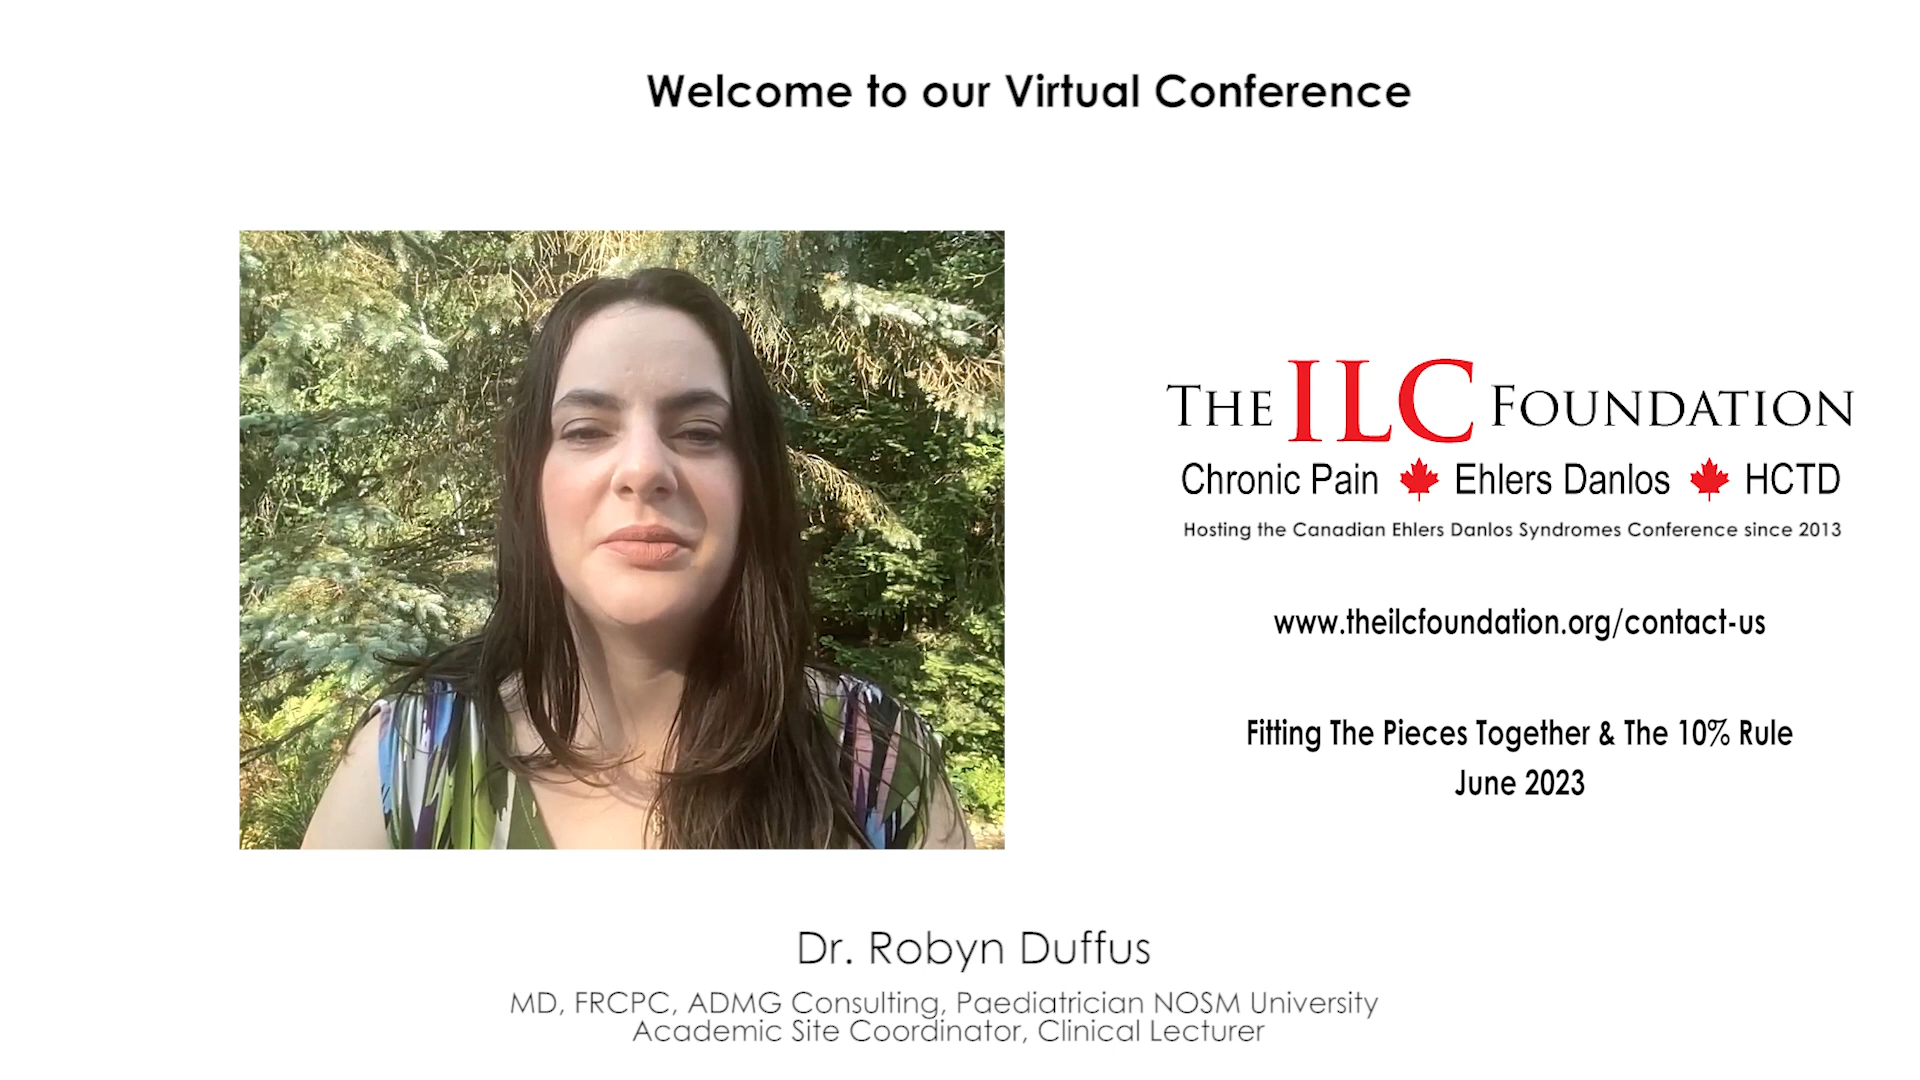 Welcome to our Virtual Conference
THE ILC FOUNDATION
Chronic Pain Ehlers Danlos HCTD
Hosting the Canadian Ehlers Danlos Syndromes Conference since 2013
www.theilcfoundation.org/contact-us
Fitting The Pieces Together & The 10% Rule
June 2023
Dr. Robyn Duffus
MD, FRCPC, ADMG Consulting, Paediatrician NOSM University
Academic Site Coordinator, Clinical Lecturer